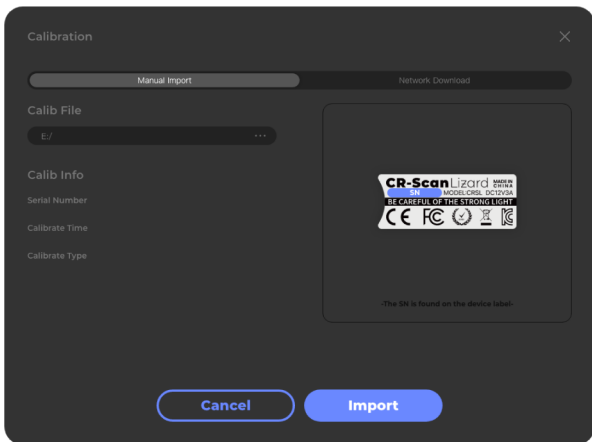 Calibration
Manual Import
Network Download
Calib File
E:/
...
Calib Info
Serial Number
Calibrate Time
Calibrate Type
CR-Scan Lizard MADE IN CHINA
SN MODEL:CRSL DC12V3A
BE CAREFUL OF THE STRONG LIGHT
CE FC
-The SN is found on the device label-
Cancel
Import